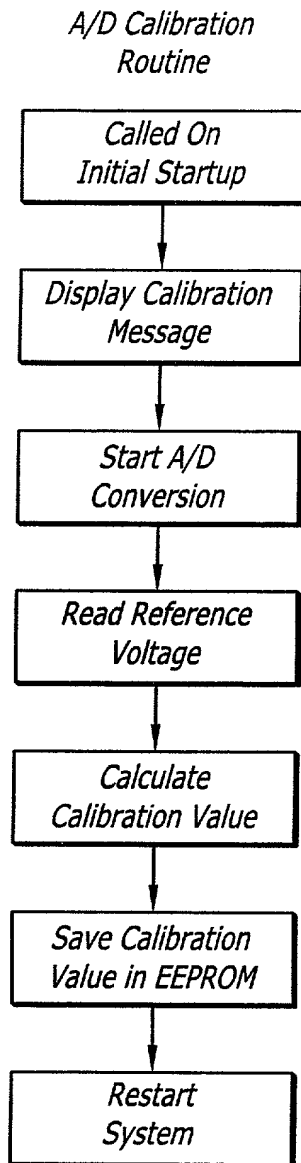 A/D Calibration
Routine
Called On
Initial Startup
Display Calibration
Message
Start A/D
Conversion
Read Reference
Voltage
Calculate
Calibration Value
Save Calibration
Value in EEPROM
Restart
System